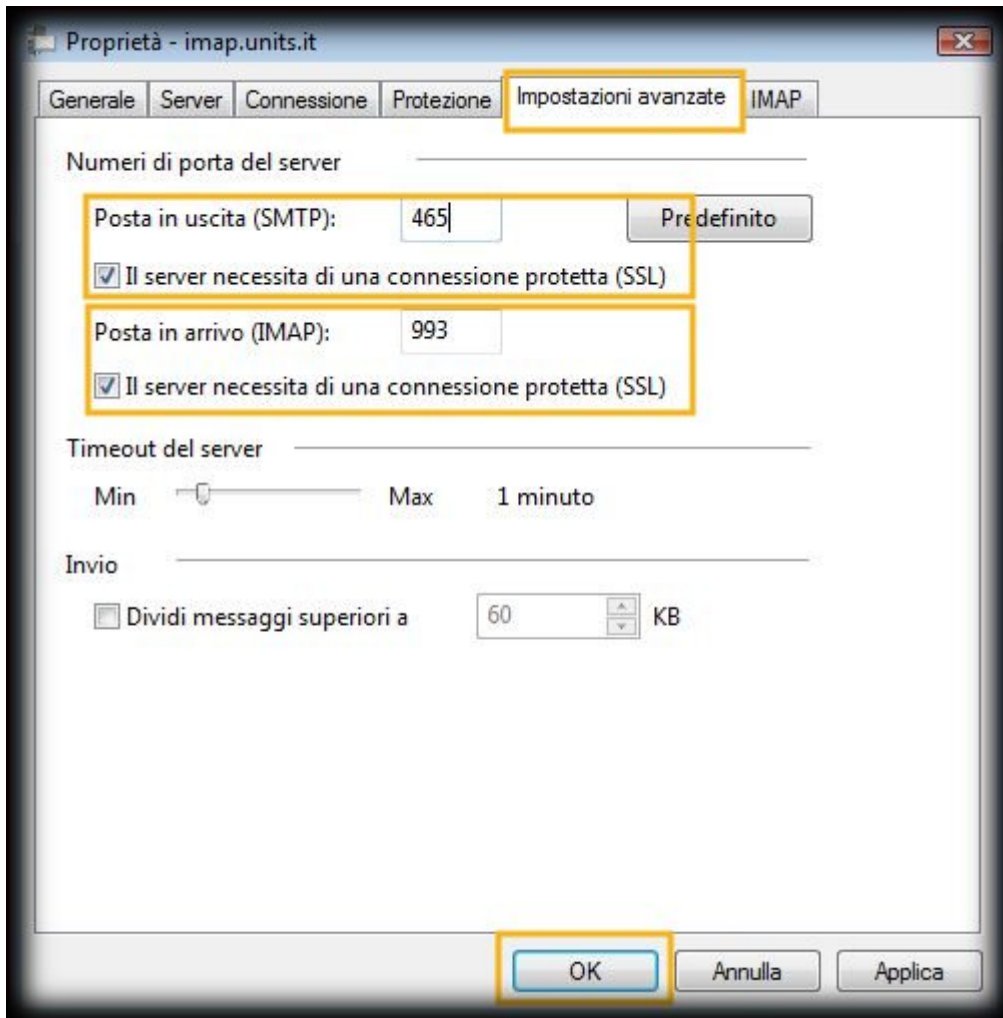 Proprietà - imap.units.it
Generale Server Connessione Protezione Impostazioni avanzate IMAP
Numeri di porta del server
Posta in uscita (SMTP): 465 Predefinito
Il server necessita di una connessione protetta (SSL)
Posta in arrivo (IMAP): 993
Il server necessita di una connessione protetta (SSL)
Timeout del server
Min Max 1 minuto
Invio
Dividi messaggi superiori a 60 KB
OK Annulla Applica